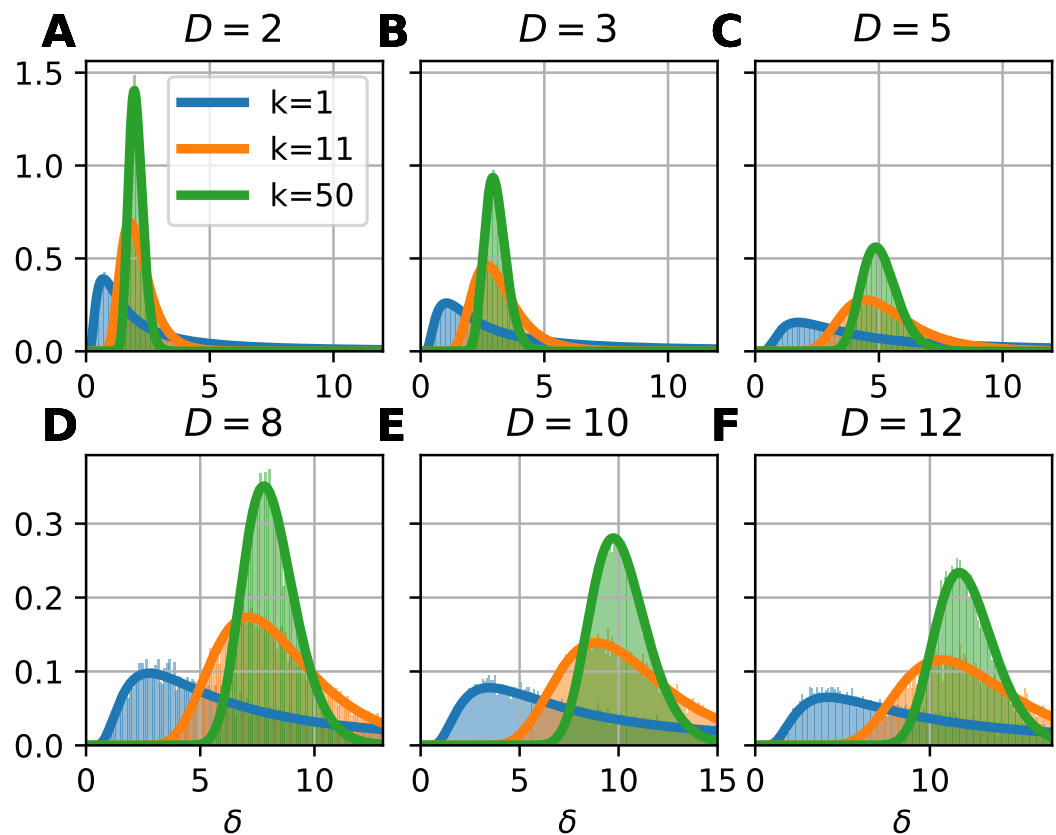 A D = 2
B D = 3
C D = 5
k=1
k=11
k=50
1.5
1.0
0.5
0.0
0 5 10
0 5 10
0 5 10
D D = 8
E D = 10
F D = 12
0.3
0.2
0.1
0.0
0 5 10
0 5 10 15
0 10
δ
δ
δ